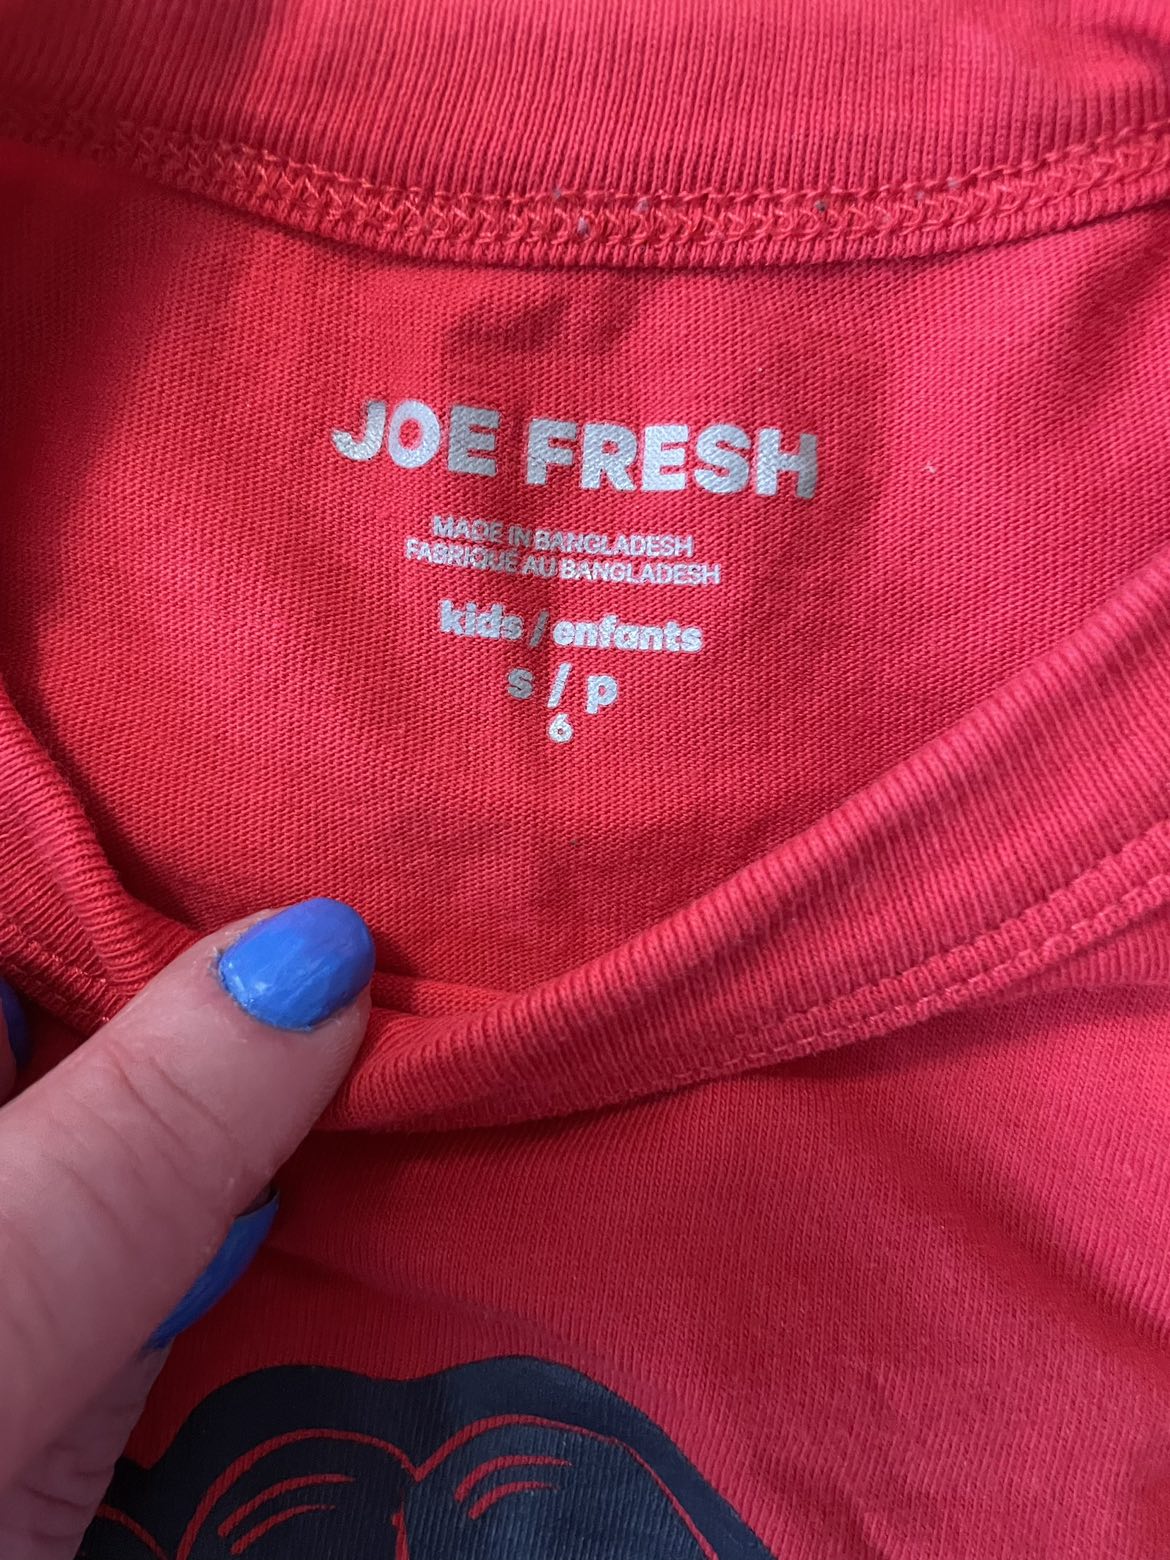 JOE FRESH
MADE IN BANGLADESH
FABRIQUÉ AU BANGLADESH
kids / enfants
s / p
6